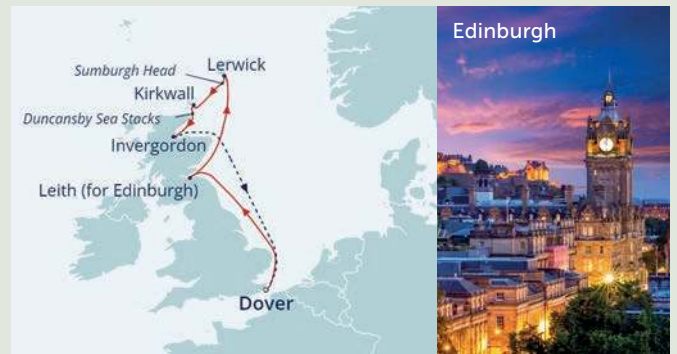 Lerwick
Sumburgh Head
Kirkwall
Duncansby Sea Stacks
Invergordon
Leith (for Edinburgh)
Dover
Edinburgh